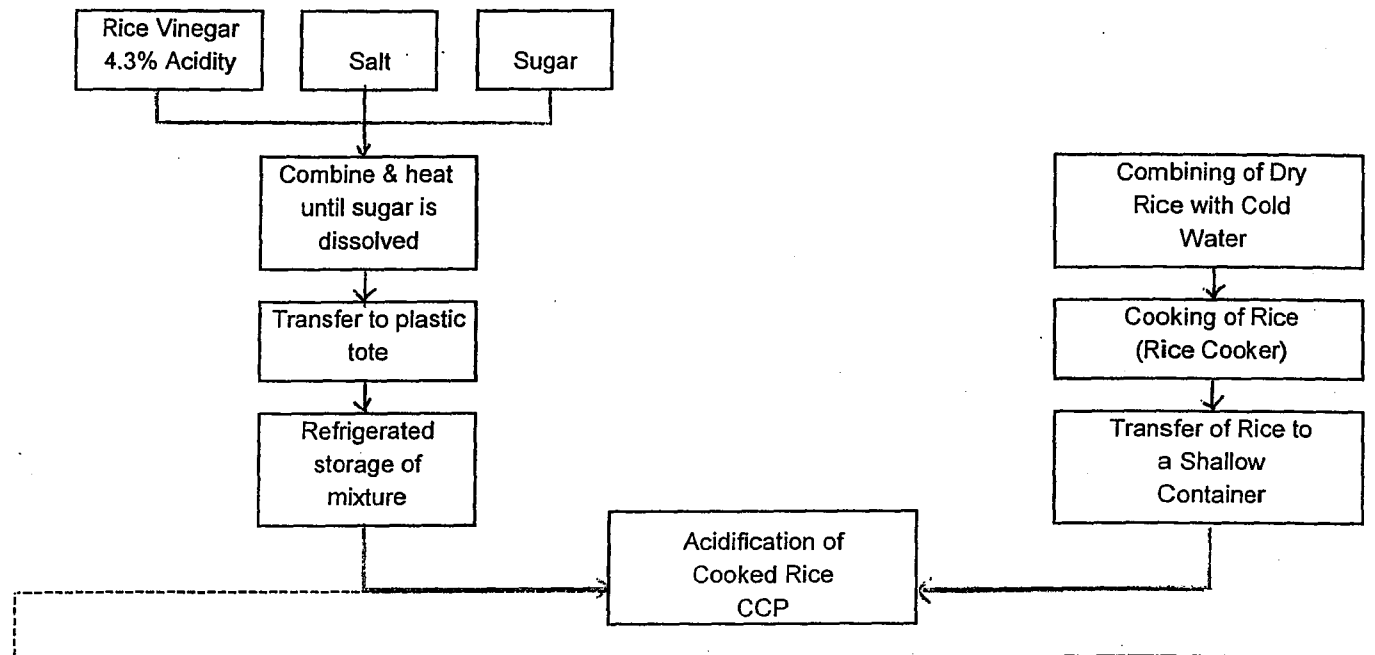 Rice Vinegar
4.3% Acidity
Salt
Sugar
Combine & heat
until sugar is
dissolved
Transfer to plastic
tote
Refrigerated
storage of
mixture
Combining of Dry
Rice with Cold
Water
Cooking of Rice
(Rice Cooker)
Transfer of Rice to
a Shallow
Container
Acidification of
Cooked Rice
CCP